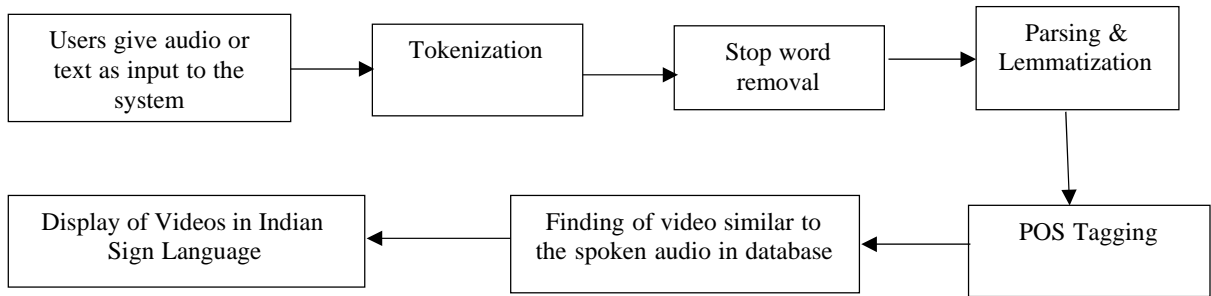 Users give audio or
text as input to the
system
Tokenization
Stop word
removal
Parsing &
Lemmatization
POS Tagging
Finding of video similar to
the spoken audio in database
Display of Videos in Indian
Sign Language